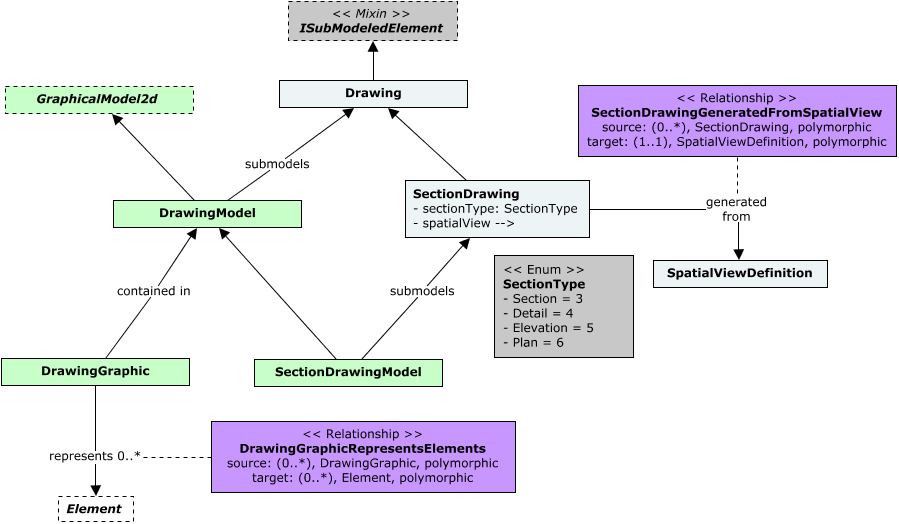 << Mixin >>
ISubModeledElement
GraphicalModel2d
Drawing
<< Relationship >>
SectionDrawingGeneratedFromSpatialView
source: (0..*), SectionDrawing, polymorphic
target: (1..1), SpatialViewDefinition, polymorphic
submodels
DrawingModel
SectionDrawing
- sectionType: SectionType
- spatialView -->
generated
from
SpatialViewDefinition
contained in
submodels
<< Enum >>
SectionType
- Section = 3
- Detail = 4
- Elevation = 5
- Plan = 6
DrawingGraphic
SectionDrawingModel
represents 0..*
<< Relationship >>
DrawingGraphicRepresentsElements
source: (0..*), DrawingGraphic, polymorphic
target: (0..*), Element, polymorphic
Element